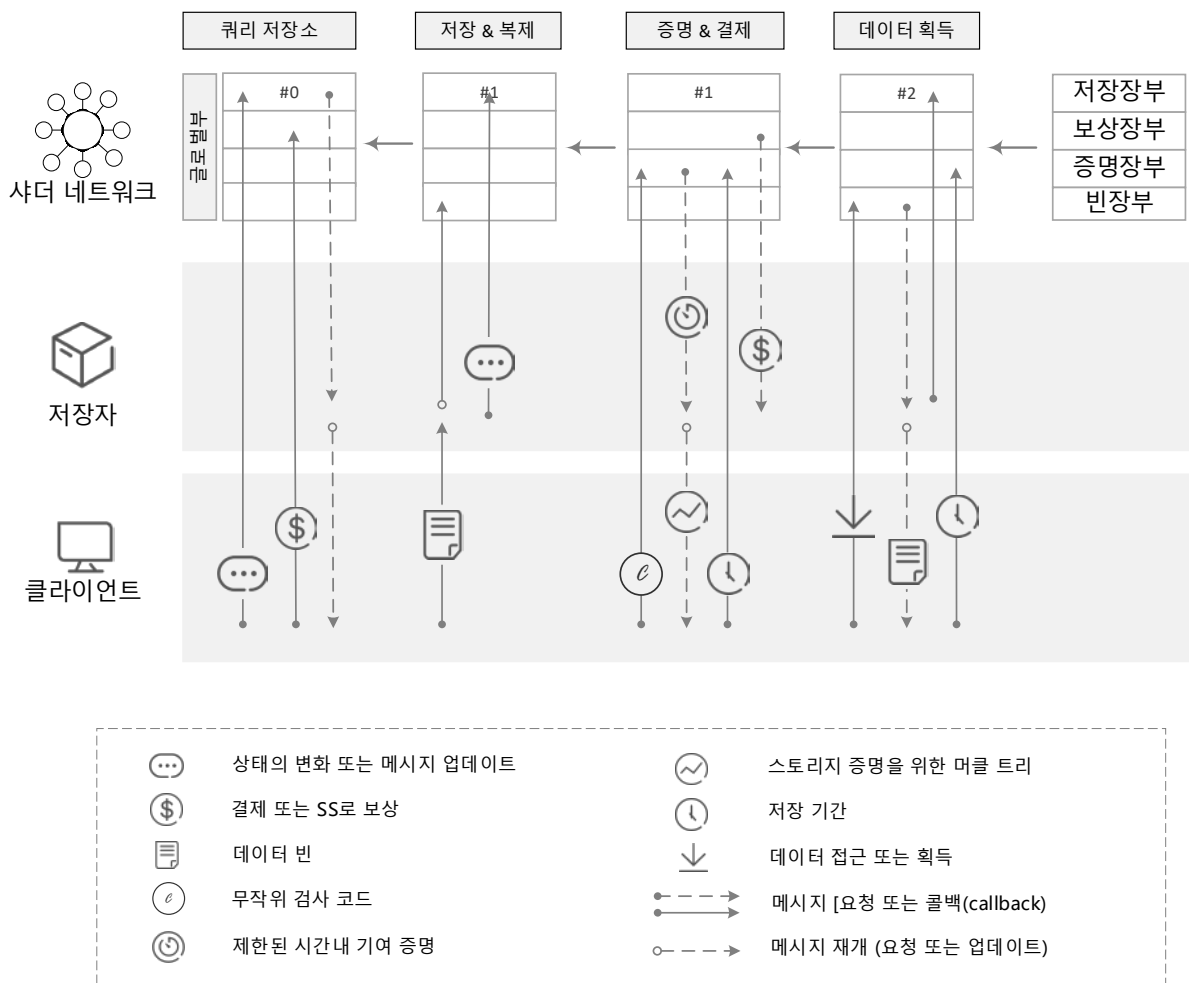 쿼리 저장소
저장 & 복제
증명 & 결제
데이터 획득
글로벌부
#0
#1
#1
#2
저장장부
보상장부
증명장부
빈장부
샤더 네트워크
저장자
클라이언트
상태의 변화 또는 메시지 업데이트
결제 또는 SS로 보상
데이터 빈
무작위 검사 코드
제한된 시간내 기여 증명
스토리지 증명을 위한 머클 트리
저장 기간
데이터 접근 또는 획득
메시지 [요청 또는 콜백(callback)
메시지 재개 (요청 또는 업데이트)